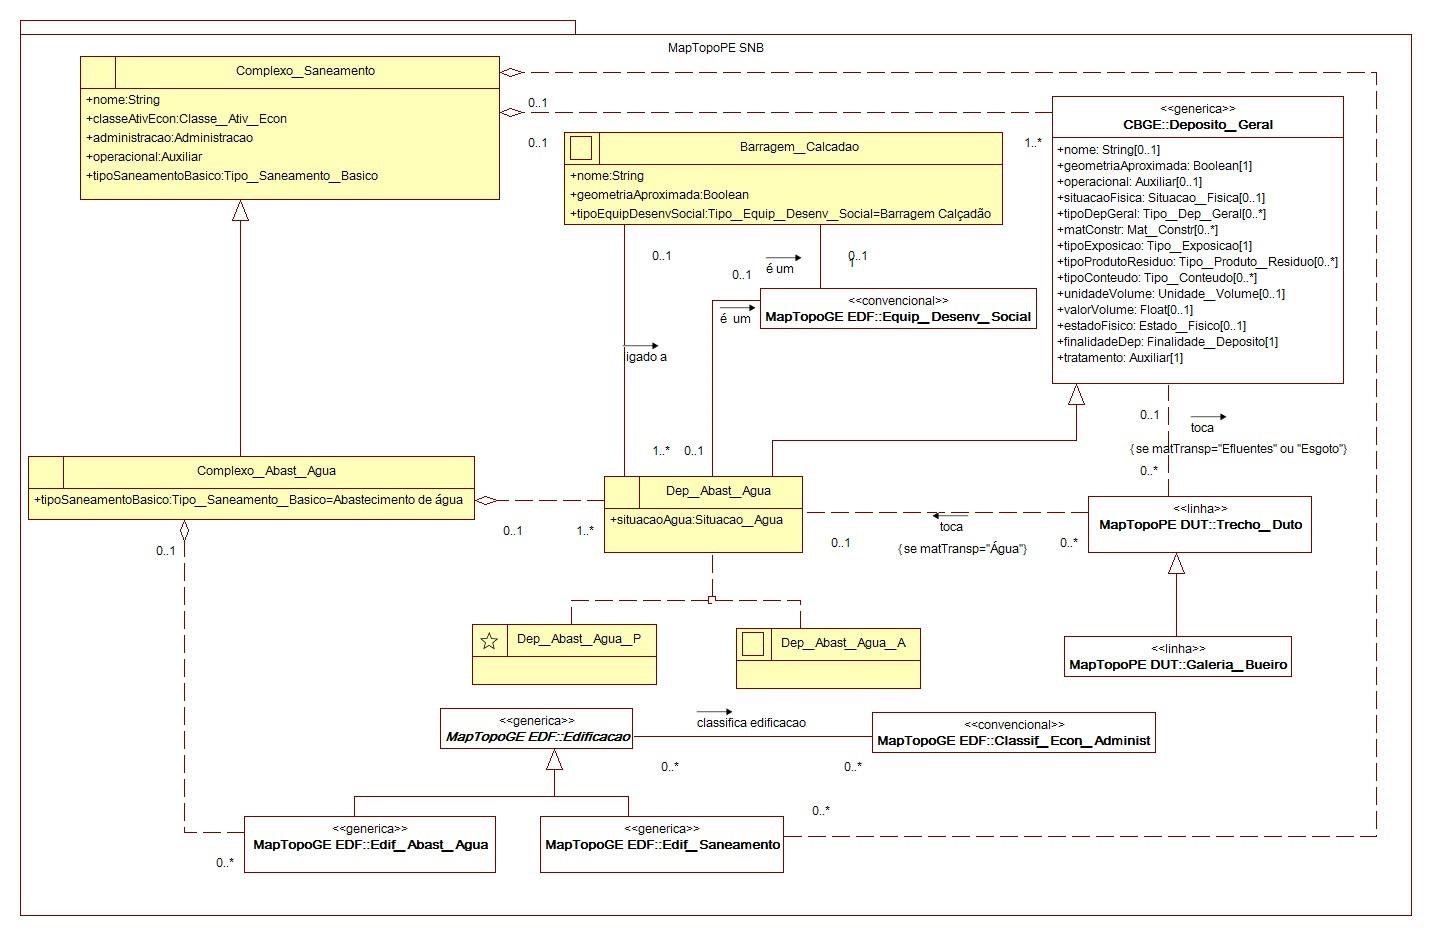 MapTopoPE SNB
Complexo__Saneamento
+nome:String
+classeAtivEcon:Classe__Ativ__Econ
+administracao:Administracao
+operacional:Auxiliar
+tipoSaneamentoBasico:Tipo__Saneamento__Basico
0..1
0..1
1..*
<<generica>>
CBGE::Deposito__Geral
+nome: String[0..1]
+geometriaAproximada: Boolean[1]
+operacional: Auxiliar[0..1]
+situacaoFisica: Situacao__Fisica[0..1]
+tipoDepGeral: Tipo__Dep__Geral[0..*]
+matConstr: Mat__Constr[0..*]
+tipoExposicao: Tipo__Exposicao[1]
+tipoProdutoResiduo: Tipo__Produto__Residuo[0..*]
+tipoConteudo: Tipo__Conteudo[0..*]
+unidadeVolume: Unidade__Volume[0..1]
+valorVolume: Float[0..1]
+estadoFisico: Estado__Fisico[0..1]
+finalidadeDep: Finalidade__Deposito[1]
+tratamento: Auxiliar[1]
Barragem__Calcadao
+nome:String
+geometriaAproximada:Boolean
+tipoEquipDesenvSocial:Tipo__Equip__Desenv__Social=Barragem Calçadão
0..1
0..1
1
é um
0..1
<<convencional>>
MapTopoGE EDF::Equip__Desenv__Social
é um
ligado a
1..*
0..1
0..1
toca
{se matTransp="Efluentes" ou "Esgoto"}
0..*
Complexo__Abast__Agua
+tipoSaneamentoBasico:Tipo__Saneamento__Basico=Abastecimento de água
0..1
0..1
1..*
Dep__Abast__Agua
+situacaoAgua:Situacao__Agua
toca
0..1
{se matTransp="Água"}
0..*
<<linha>>
MapTopoPE DUT::Trecho__Duto
Dep__Abast__Agua__P
Dep__Abast__Agua__A
<<linha>>
MapTopoPE DUT::Galeria__Bueiro
<<generica>>
MapTopoGE EDF::Edificacao
classifica edificacao
0..*
0..*
<<convencional>>
MapTopoGE EDF::Classif__Econ__Administ
<<generica>>
MapTopoGE EDF::Edif__Abast__Agua
0..*
<<generica>>
MapTopoGE EDF::Edif__Saneamento
0..*